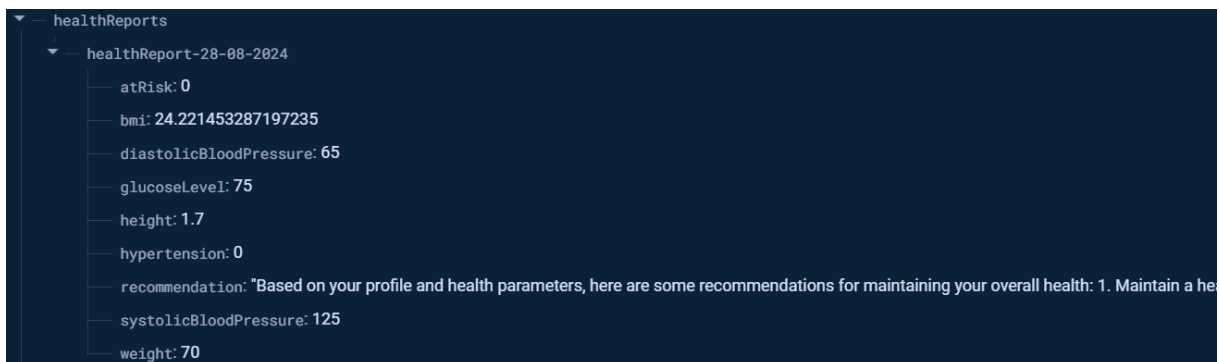 healthReports
healthReport-28-08-2024
atRisk: 0
bmi: 24.221453287197235
diastolicBloodPressure: 65
glucoseLevel: 75
height: 1.7
hypertension: 0
recommendation: "Based on your profile and health parameters, here are some recommendations for maintaining your overall health: 1. Maintain a hea
systolicBloodPressure: 125
weight: 70